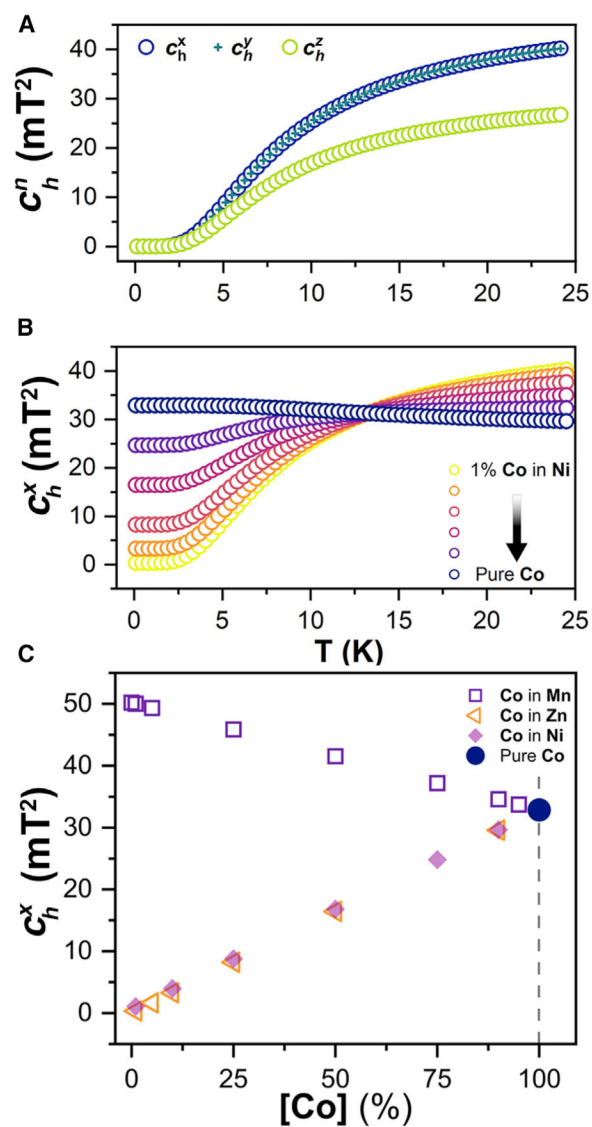 A
c_h^x c_h^y c_h^z
c_h^n (mT²)
40
30
20
10
0
0 5 10 15 20 25
B
c_h^x (mT²)
40
30
20
10
0
1% Co in Ni
Pure Co
0 5 10 15 20 25
T (K)
C
c_h^x (mT²)
50
40
30
20
10
0
Co in Mn
Co in Zn
Co in Ni
Pure Co
0 25 50 75 100
[Co] (%)